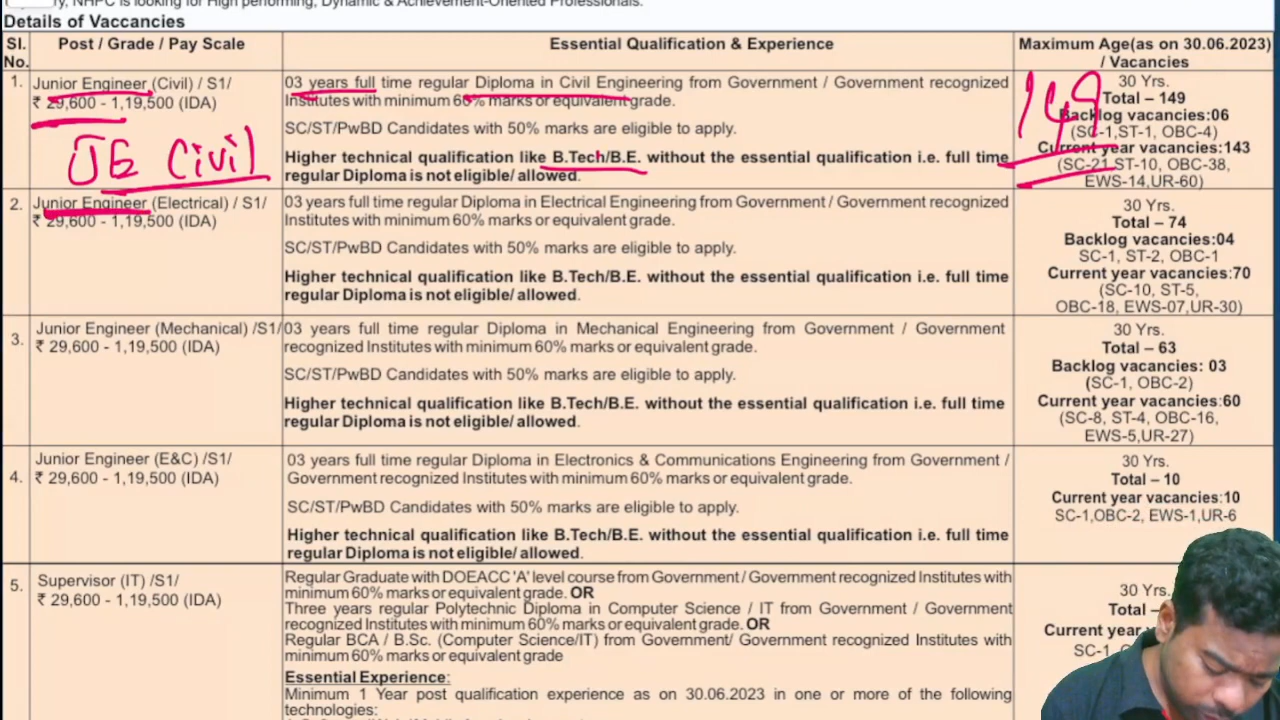 ry, NHPC is looking for High performing, Dynamic & Achievement-Oriented Professionals.
Details of Vaccancies
Sl. No.
Post / Grade / Pay Scale
Essential Qualification & Experience
Maximum Age(as on 30.06.2023)
/ Vacancies
1.
Junior Engineer (Civil) / S1/
₹ 29,600 - 1,19,500 (IDA)
JE Civil
03 years full time regular Diploma in Civil Engineering from Government / Government recognized
Institutes with minimum 60% marks or equivalent grade.
SC/ST/PwBD Candidates with 50% marks are eligible to apply.
Higher technical qualification like B.Tech/B.E. without the essential qualification i.e. full time
regular Diploma is not eligible/ allowed.
30 Yrs.
Total – 149
149
Backlog vacancies:06
(SC-1,ST-1, OBC-4)
Current year vacancies:143
(SC-21,ST-10, OBC-38,
EWS-14,UR-60)
2.
Junior Engineer (Electrical) / S1/
₹ 29,600 - 1,19,500 (IDA)
03 years full time regular Diploma in Electrical Engineering from Government / Government recognized
Institutes with minimum 60% marks or equivalent grade.
SC/ST/PwBD Candidates with 50% marks are eligible to apply.
Higher technical qualification like B.Tech/B.E. without the essential qualification i.e. full time
regular Diploma is not eligible/ allowed.
30 Yrs.
Total – 74
Backlog vacancies:04
SC-1, ST-2, OBC-1
Current year vacancies:70
(SC-10, ST-5,
OBC-18, EWS-07,UR-30)
3.
Junior Engineer (Mechanical) /S1/
₹ 29,600 - 1,19,500 (IDA)
03 years full time regular Diploma in Mechanical Engineering from Government / Government
recognized Institutes with minimum 60% marks or equivalent grade.
SC/ST/PwBD Candidates with 50% marks are eligible to apply.
Higher technical qualification like B.Tech/B.E. without the essential qualification i.e. full time
regular Diploma is not eligible/ allowed.
30 Yrs.
Total – 63
Backlog vacancies: 03
(SC-1, OBC-2)
Current year vacancies:60
(SC-8, ST-4, OBC-16,
EWS-5,UR-27)
4.
Junior Engineer (E&C) /S1/
₹ 29,600 - 1,19,500 (IDA)
03 years full time regular Diploma in Electronics & Communications Engineering from Government /
Government recognized Institutes with minimum 60% marks or equivalent grade.
SC/ST/PwBD Candidates with 50% marks are eligible to apply.
Higher technical qualification like B.Tech/B.E. without the essential qualification i.e. full time
regular Diploma is not eligible/ allowed.
30 Yrs.
Total – 10
Current year vacancies:10
SC-1,OBC-2, EWS-1,UR-6
5.
Supervisor (IT) /S1/
₹ 29,600 - 1,19,500 (IDA)
Regular Graduate with DOEACC 'A' level course from Government / Government recognized Institutes with
minimum 60% marks or equivalent grade. OR
Three years regular Polytechnic Diploma in Computer Science / IT from Government / Government
recognized Institutes with minimum 60% marks or equivalent grade. OR
Regular BCA / B.Sc. (Computer Science/IT) from Government/ Government recognized Institutes with
minimum 60% marks or equivalent grade
Essential Experience:
Minimum 1 Year post qualification experience as on 30.06.2023 in one or more of the following
technologies:
30 Yrs.
Total –
Current year
SC-1,